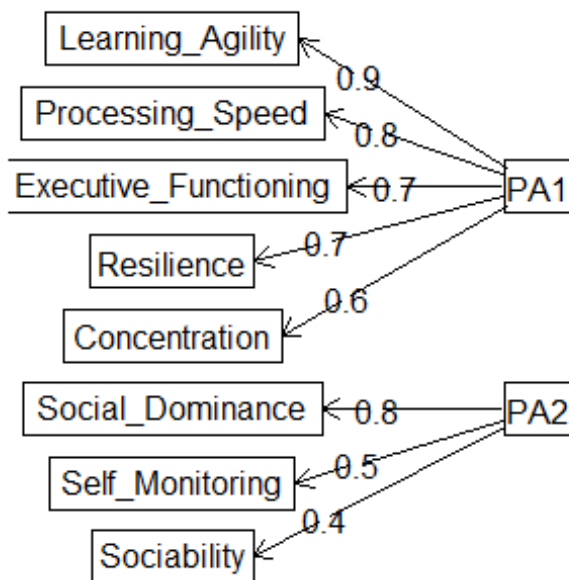 Learning_Agility
0.9
Processing_Speed
0.8
Executive_Functioning
0.7
PA1
Resilience
0.7
Concentration
0.6
Social_Dominance
0.8
PA2
Self_Monitoring
0.5
Sociability
0.4